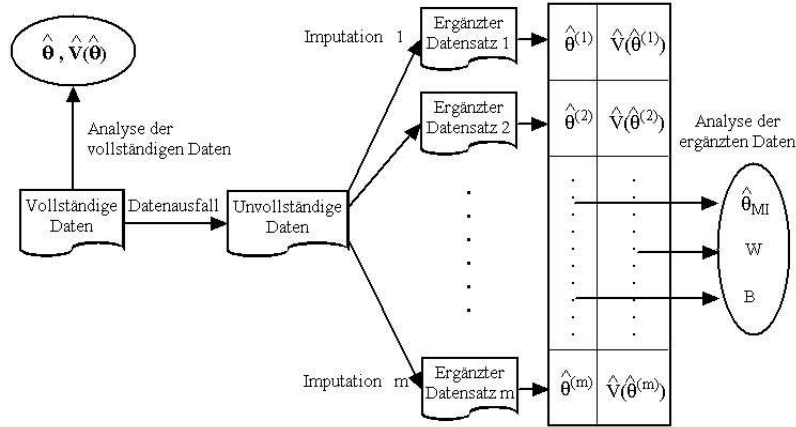 θ̂ , V̂(θ̂)
Analyse der
vollständigen Daten
Vollständige
Daten
Datenausfall
Unvollständige
Daten
Imputation 1
Ergänzter
Datensatz 1
Ergänzter
Datensatz 2
Imputation m
Ergänzter
Datensatz m
θ̂(1) V̂(θ̂(1))
θ̂(2) V̂(θ̂(2))
θ̂(m) V̂(θ̂(m))
Analyse der
ergänzten Daten
θ̂MI
W
B